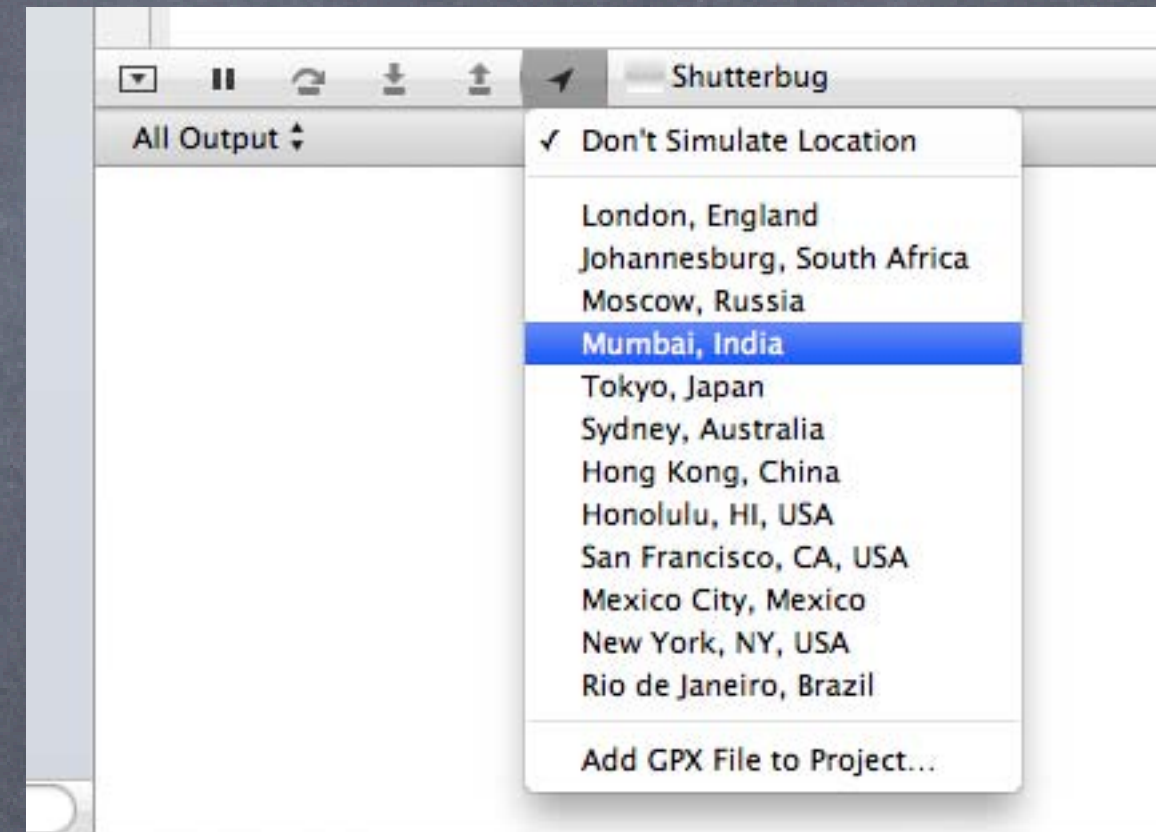 Shutterbug
All Output
✓ Don't Simulate Location
London, England
Johannesburg, South Africa
Moscow, Russia
Mumbai, India
Tokyo, Japan
Sydney, Australia
Hong Kong, China
Honolulu, HI, USA
San Francisco, CA, USA
Mexico City, Mexico
New York, NY, USA
Rio de Janeiro, Brazil
Add GPX File to Project...